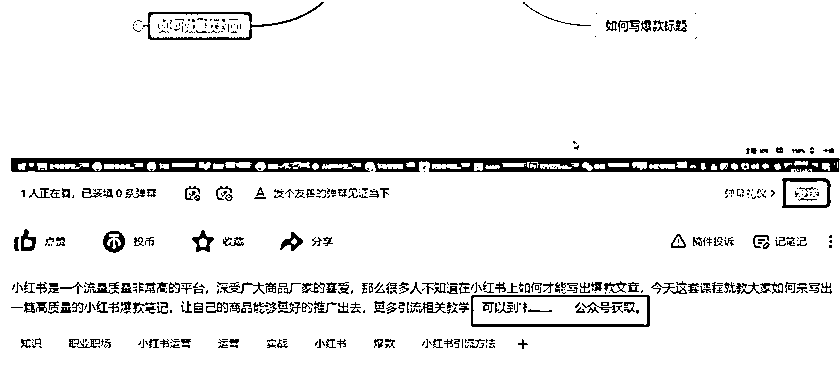 如何写爆款标题
1人正在看，已装填 0 条弹幕
发个友善的弹幕见证当下
弹幕礼仪 >
发送
点赞
投币
收藏
分享
稿件投诉
记笔记
小红书是一个流量质量非常高的平台，深受广大商品厂家的喜爱，那么很多人不知道在小红书上如何才能写出爆款文章，今天这套课程就教大家如何来写出
一篇高质量的小红书爆款笔记，让自己的商品能够更好的推广出去，更多引流相关教学 可以到 公众号获取。
知识 职业职场 小红书运营 运营 实战 小红书 爆款 小红书引流方法 +